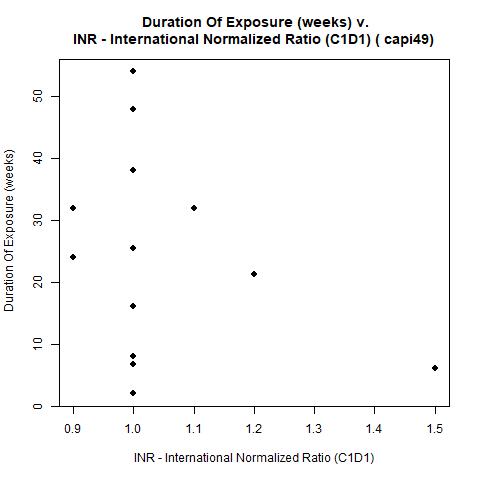 Duration Of Exposure (weeks) v.
INR - International Normalized Ratio (C1D1) ( capi49)
Duration Of Exposure (weeks)
50
40
30
20
10
0
0.9 1.0 1.1 1.2 1.3 1.4 1.5
INR - International Normalized Ratio (C1D1)